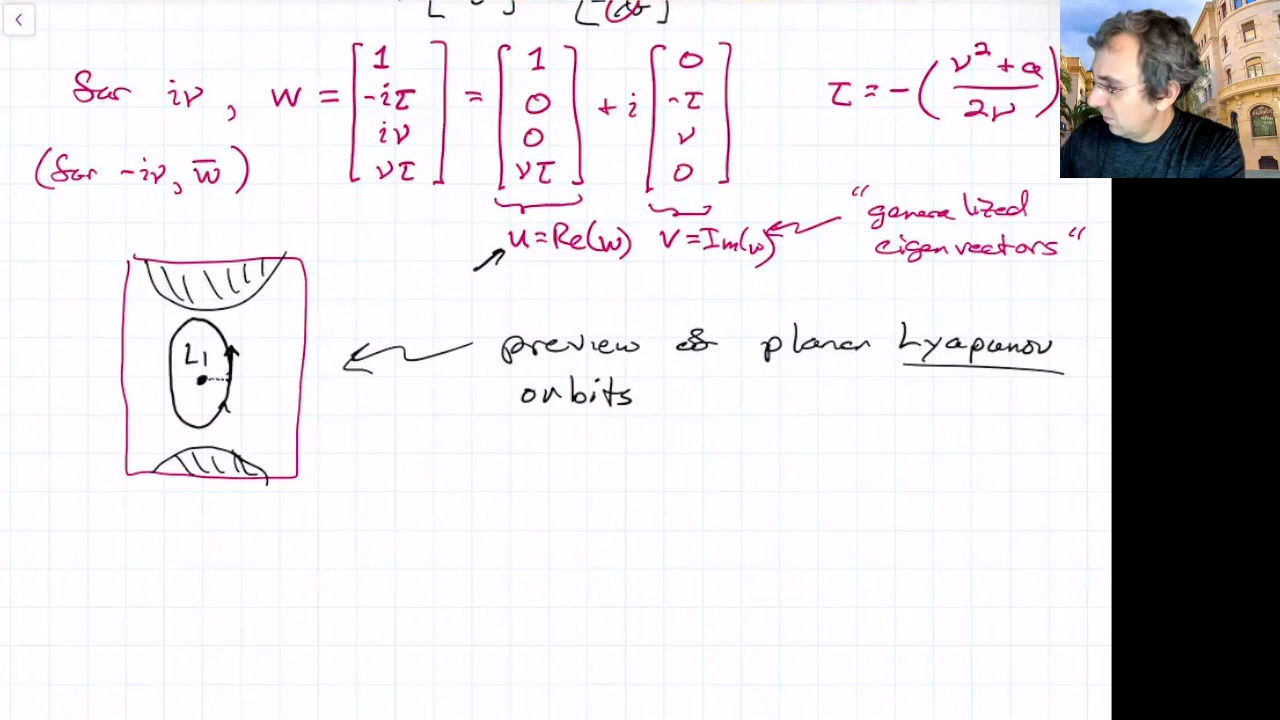 for iν, w = [1 -iτ iν ντ] = [1 0 0 ντ] + i [0 -τ ν 0] τ = -(ν² + a / 2ν)
(for -iν, w̄)
u = Re(w) v = Im(w) "generalized
eigenvectors"
L1
preview of planar Lyapunov
orbits